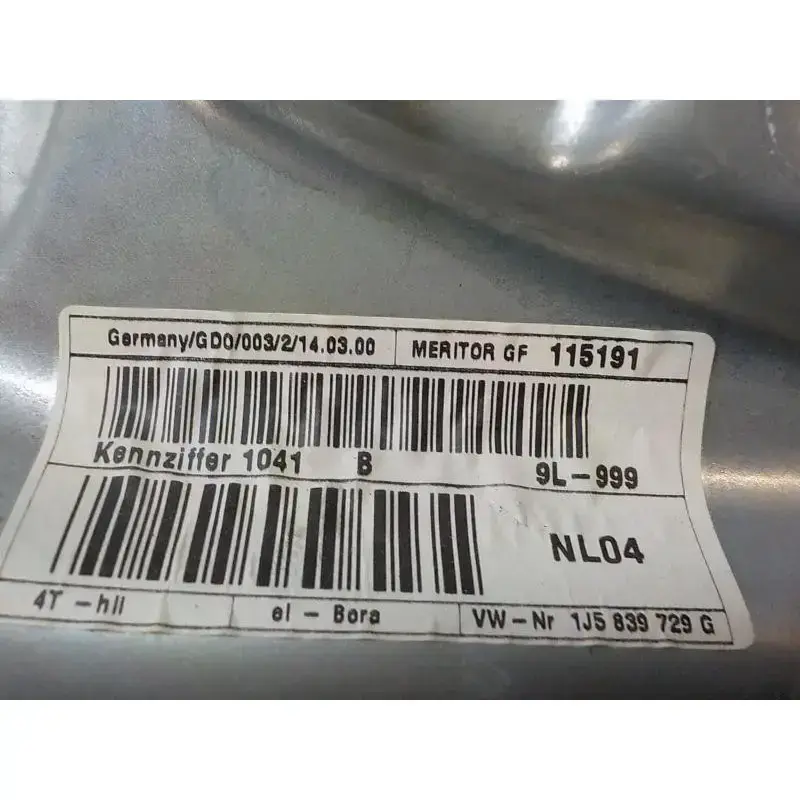 Germany/GD0/003/2/14.03.00 MERITOR GF 115191
Kennziffer 1041 B 9L-999
NL04
4T -hli el - Bora VW-Nr 1J5 839 729 G